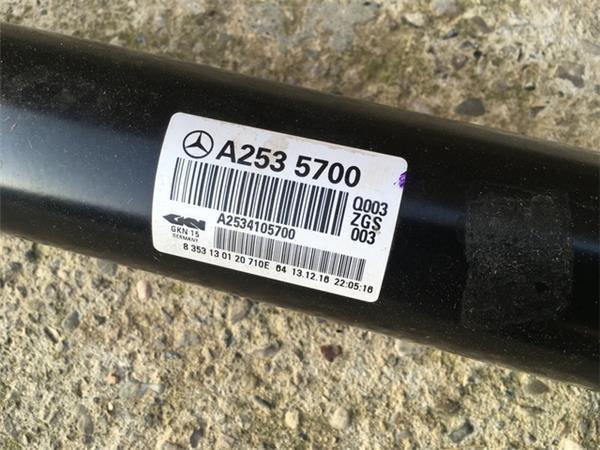 A253 5700
Q003
ZGS
003
A2534105700
GKN
GKN 15
GERMANY
8 353 13 01 20 710E 64 13.12.16 22:05:16